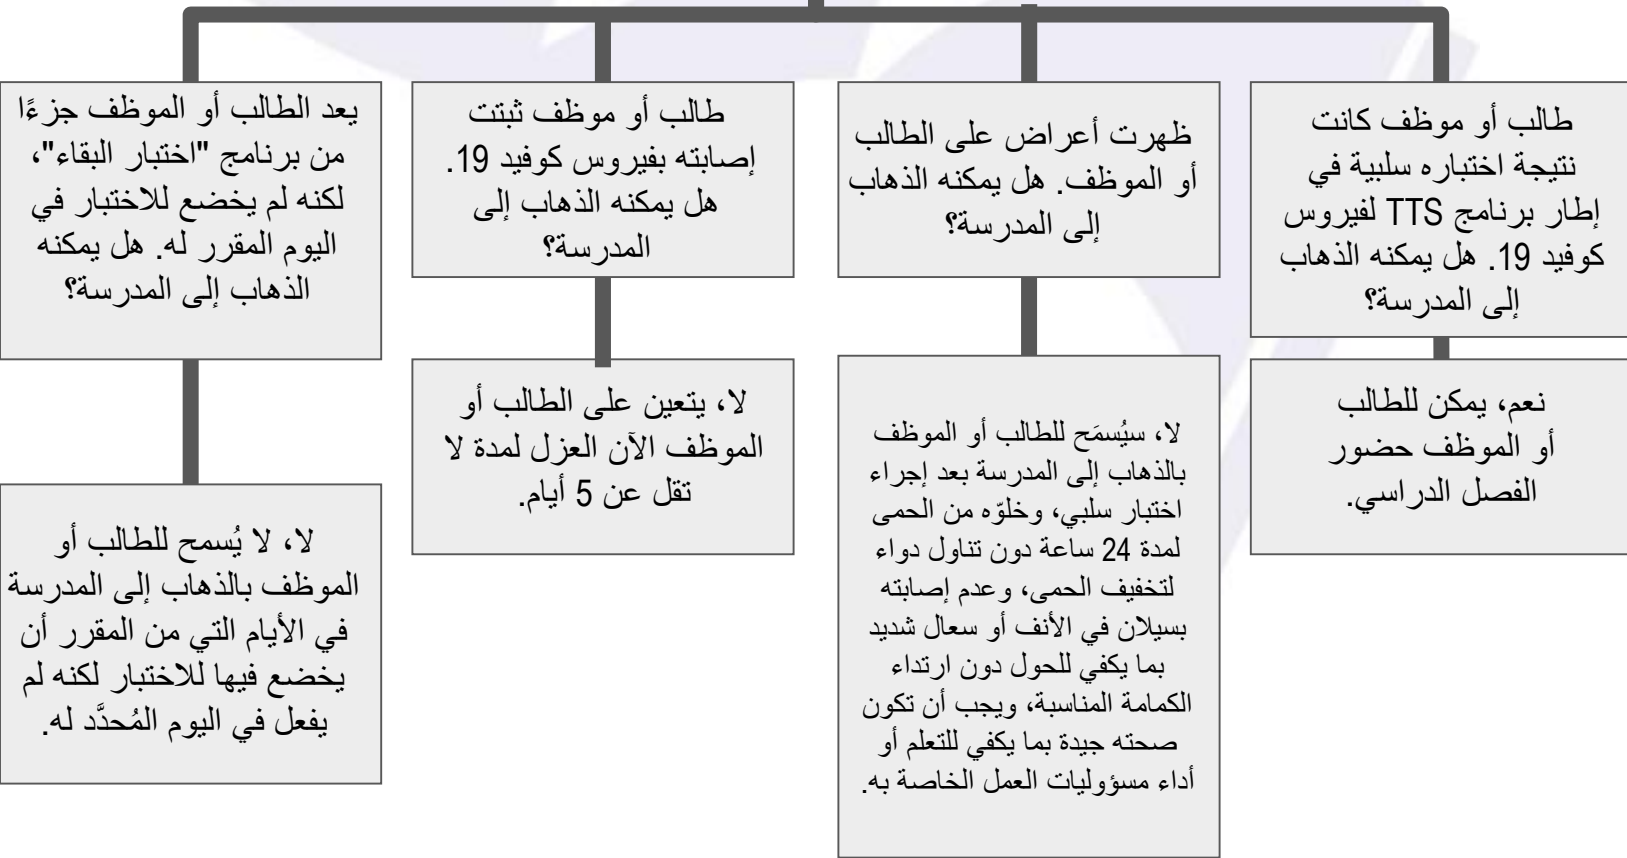 طالب أو موظف كانت
نتيجة اختباره سلبية في
إطار برنامج TTS لفيروس
كوفيد 19. هل يمكنه الذهاب
إلى المدرسة؟
نعم، يمكن للطالب
أو الموظف حضور
الفصل الدراسي.
ظهرت أعراض على الطالب
أو الموظف. هل يمكنه الذهاب
إلى المدرسة؟
لا، سيُسمَح للطالب أو الموظف
بالذهاب إلى المدرسة بعد إجراء
اختبار سلبي، وخلوّه من الحمى
لمدة 24 ساعة دون تناول دواء
لتخفيف الحمى، وعدم إصابته
بسيلان في الأنف أو سعال شديد
بما يكفي للحول دون ارتداء
الكمامة المناسبة، ويجب أن تكون
صحته جيدة بما يكفي للتعلم أو
أداء مسؤوليات العمل الخاصة به.
طالب أو موظف ثبتت
إصابته بفيروس كوفيد 19.
هل يمكنه الذهاب إلى
المدرسة؟
لا، يتعين على الطالب أو
الموظف الآن العزل لمدة لا
تقل عن 5 أيام.
يعد الطالب أو الموظف جزءًا
من برنامج "اختبار البقاء"،
لكنه لم يخضع للاختبار في
اليوم المقرر له. هل يمكنه
الذهاب إلى المدرسة؟
لا، لا يُسمح للطالب أو
الموظف بالذهاب إلى المدرسة
في الأيام التي من المقرر أن
يخضع فيها للاختبار لكنه لم
يفعل في اليوم المُحدَّد له.